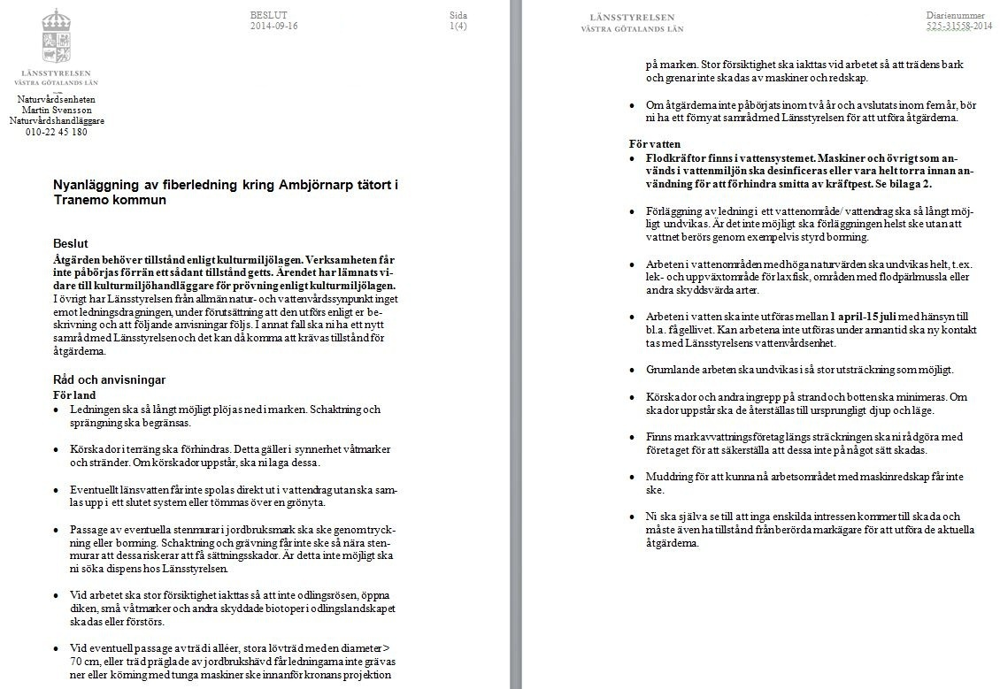 BESLUT
2014-09-16
Sida
1(4)
LÄNSSTYRELSEN
VÄSTRA GÖTALANDS LÄN
Naturvårdsenheten
Martin Svensson
Naturvårdshandläggare
010-22 45 180
Nyanläggning av fiberledning kring Ambjörnarp tätort i
Tranemo kommun
Beslut
Åtgärden behöver tillstånd enligt kulturmiljölagen. Verksamheten får
inte påbörjas förrän ett sådant tillstånd getts. Ärendet har lämnats vi-
dare till kulturmiljöhandläggare för prövning enligt kulturmiljölagen.
I övrigt har Länsstyrelsen från allmän natur- och vattenvårdssynpunkt inget
emot ledningsdragningen, under förutsättning att den utförs enligt er be-
skrivning och att följande anvisningar följs. I annat fall ska ni ha ett nytt
samråd med Länsstyrelsen och det kan då komma att krävas tillstånd för
åtgärderna.
Råd och anvisningar
För land
• Ledningen ska så långt möjligt plöjas ned i marken. Schaktning och
sprängning ska begränsas.
• Körskador i terräng ska förhindras. Detta gäller i synnerhet våtmarker
och stränder. Om körskador uppstår, ska ni laga dessa.
• Eventuellt länsvatten får inte spolas direkt ut i vattendrag utan ska sam-
las upp i ett slutet system eller tömmas över en grönyta.
• Passage av eventuella stenmurar i jordbruksmark ska ske genom tryck-
ning eller borrning. Schaktning och grävning får inte ske så nära sten-
murar att dessa riskerar att få sättningsskador. Är detta inte möjligt ska
ni söka dispens hos Länsstyrelsen.
• Vid arbetet ska stor försiktighet iakttas så att inte odlingsrösen, öppna
diken, små våtmarker och andra skyddade biotoper i odlingslandskapet
skadas eller förstörs.
• Vid eventuell passage av träd i alléer, stora lövträd med en diameter >
70 cm, eller träd präglade av jordbrukshävd får ledningarna inte grävas
ner eller körning med tunga maskiner ske innanför kronans projektion
LÄNSSTYRELSEN
VÄSTRA GÖTALANDS LÄN
Diarienummer
525-31558-2014
på marken. Stor försiktighet ska iakttas vid arbetet så att trädens bark
och grenar inte skadas av maskiner och redskap.
• Om åtgärderna inte påbörjats inom två år och avslutats inom fem år, bör
ni ha ett förnyat samråd med Länsstyrelsen för att utföra åtgärderna.
För vatten
• Flodkräftor finns i vattensystemet. Maskiner och övrigt som an-
vänds i vattenmiljön ska desinficeras eller vara helt torra innan an-
vändning för att förhindra smitta av kräftpest. Se bilaga 2.
• Förläggning av ledning i ett vattenområde/ vattendrag ska så långt möj-
ligt undvikas. Är det inte möjligt ska förläggningen helst ske utan att
vattnet berörs genom exempelvis styrd borrning.
• Arbeten i vattenområden med höga naturvärden ska undvikas helt, t.ex.
lek- och uppväxtområde för laxfisk, områden med flodpärlmussla eller
andra skyddsvärda arter.
• Arbeten i vatten ska inte utföras mellan 1 april-15 juli med hänsyn till
bl.a. fågellivet. Kan arbetena inte utföras under annan tid ska ny kontakt
tas med Länsstyrelsens vattenvårdsenhet.
• Grumlande arbeten ska undvikas i så stor utsträckning som möjligt.
• Körskador och andra ingrepp på strand och botten ska minimeras. Om
skador uppstår ska de återställas till ursprungligt djup och läge.
• Finns markavvattningsföretag längs sträckningen ska ni rådgöra med
företaget för att säkerställa att dessa inte på något sätt skadas.
• Muddring för att kunna nå arbetsområdet med maskinredskap får inte
ske.
• Ni ska själva se till att inga enskilda intressen kommer till skada och
måste även ha tillstånd från berörda markägare för att utföra de aktuella
åtgärderna.